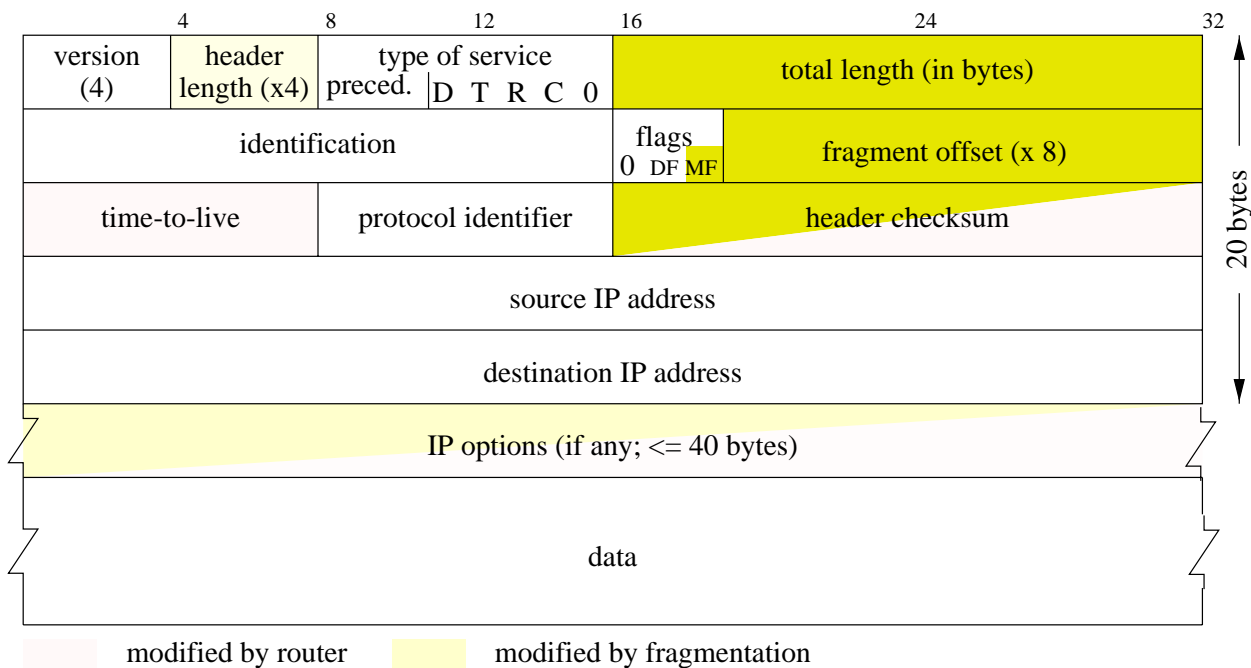 4 8 12 16 24 32
version
(4)
header
length (x4)
type of service
preced. D T R C 0
total length (in bytes)
identification
flags
0 DF MF
fragment offset (x 8)
time-to-live
protocol identifier
header checksum
source IP address
destination IP address
20 bytes
IP options (if any; <= 40 bytes)
data
modified by router
modified by fragmentation